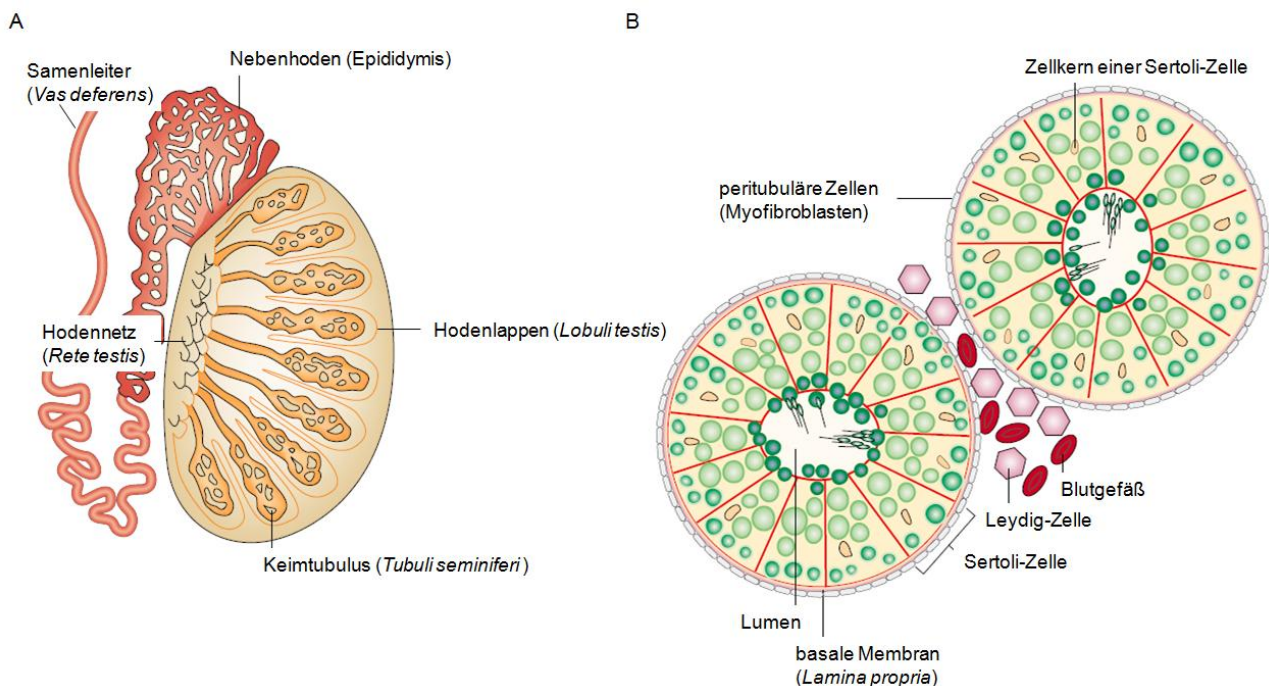 A
Nebenhoden (Epididymis)
Samenleiter
(Vas deferens)
Hodennetz
(Rete testis)
Hodenlappen (Lobuli testis)
Keimtubulus (Tubuli seminiferi )
B
Zellkern einer Sertoli-Zelle
peritubuläre Zellen
(Myofibroblasten)
Blutgefäß
Leydig-Zelle
Sertoli-Zelle
Lumen
basale Membran
(Lamina propria)